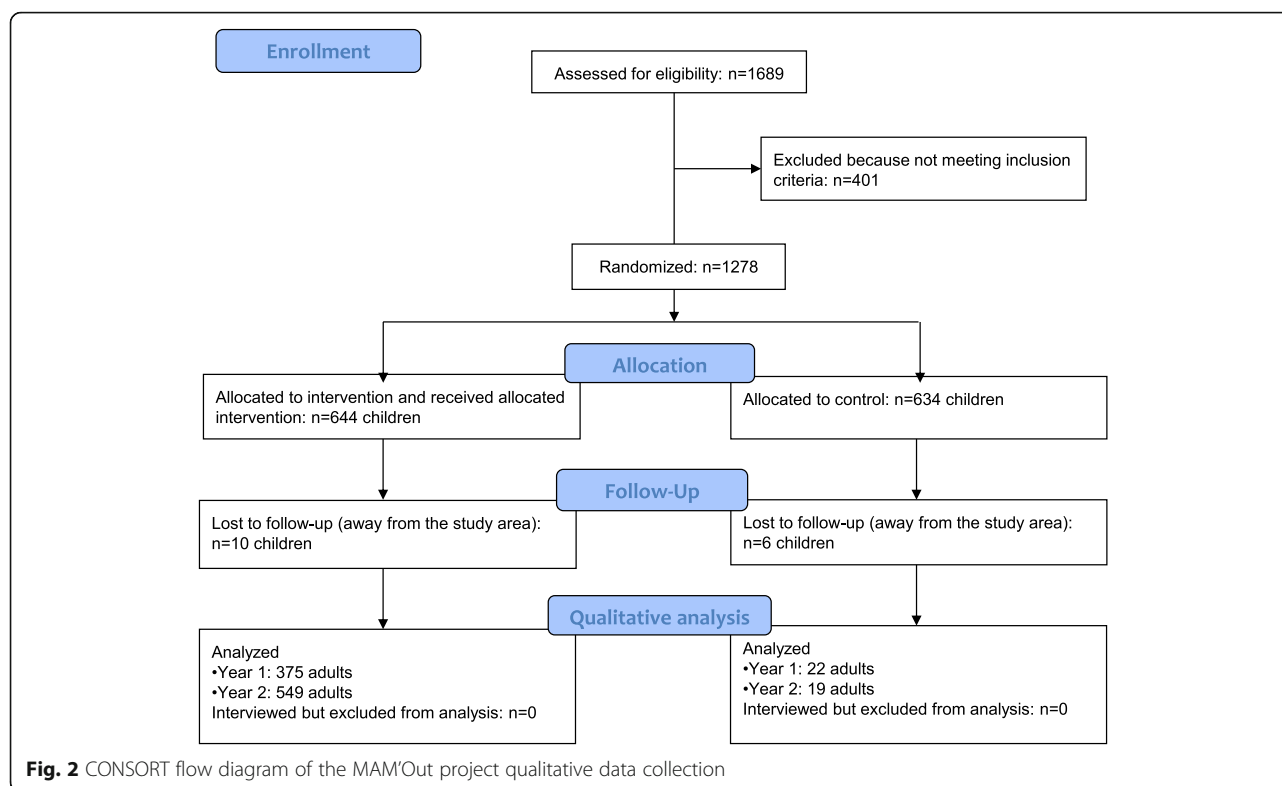 Enrollment
Assessed for eligibility: n=1689
Excluded because not meeting inclusion
criteria: n=401
Randomized: n=1278
Allocation
Allocated to intervention and received allocated
intervention: n=644 children
Allocated to control: n=634 children
Follow-Up
Lost to follow-up (away from the study area):
n=10 children
Lost to follow-up (away from the study area):
n=6 children
Qualitative analysis
Analyzed
•Year 1: 375 adults
•Year 2: 549 adults
Interviewed but excluded from analysis: n=0
Analyzed
•Year 1: 22 adults
•Year 2: 19 adults
Interviewed but excluded from analysis: n=0
Fig. 2 CONSORT flow diagram of the MAM'Out project qualitative data collection